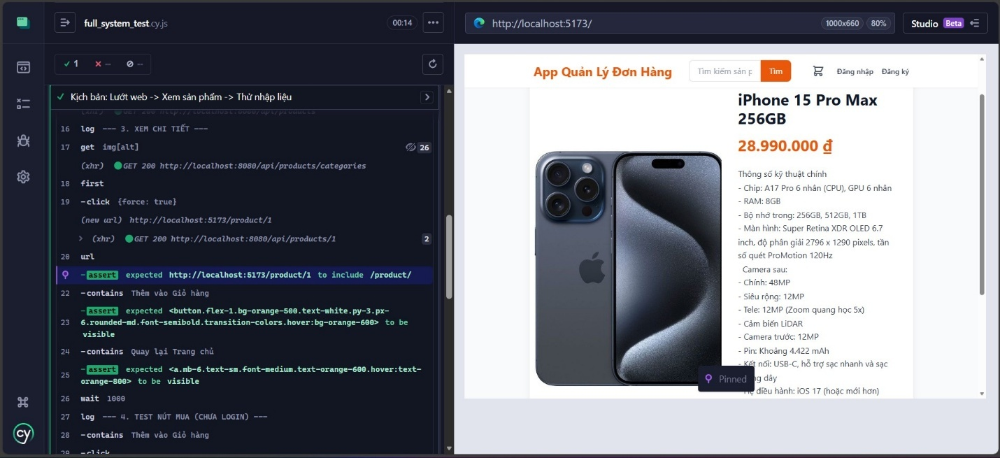 full_system_test.cy.js
00:14
http://localhost:5173/
1000x660
80%
Studio
Beta
1
--
--
Kịch bản: Lướt web -> Xem sản phẩm -> Thử nhập liệu
(xhr) GET 200 http://localhost:8080/api/products
16 log --- 3. XEM CHI TIẾT ---
17 get img[alt] 26
(xhr) GET 200 http://localhost:8080/api/products/categories
18 first
19 -click {force: true}
(new url) http://localhost:5173/product/1
(xhr) GET 200 http://localhost:8080/api/products/1 2
20 url
-assert expected http://localhost:5173/product/1 to include /product/
22 -contains Thêm vào Giỏ hàng
-assert expected <button.flex-1.bg-orange-500.text-white.py-3.px-
23 6.rounded-md.font-semibold.transition-colors.hover:bg-orange-600> to be
visible
24 -contains Quay lại Trang chủ
-assert expected <a.mb-6.text-sm.font-medium.text-orange-600.hover:text-
25 orange-800> to be visible
26 wait 1000
27 log --- 4. TEST NÚT MUA (CHƯA LOGIN) ---
28 -contains Thêm vào Giỏ hàng
29 -click
cy
App Quản Lý Đơn Hàng
Tìm kiếm sản p
Tìm
Đăng nhập
Đăng ký
iPhone 15 Pro Max
256GB
28.990.000 ₫
Thông số kỹ thuật chính
- Chip: A17 Pro 6 nhân (CPU), GPU 6 nhân
- RAM: 8GB
- Bộ nhớ trong: 256GB, 512GB, 1TB
- Màn hình: Super Retina XDR OLED 6.7
inch, độ phân giải 2796 x 1290 pixels, tần
số quét ProMotion 120Hz
Camera sau:
- Chính: 48MP
- Siêu rộng: 12MP
- Tele: 12MP (Zoom quang học 5x)
- Cảm biến LiDAR
- Camera trước: 12MP
- Pin: Khoảng 4.422 mAh
- Kết nối: USB-C, hỗ trợ sạc nhanh và sạc
ng dây
Hệ điều hành: iOS 17 (hoặc mới hơn)
Pinned